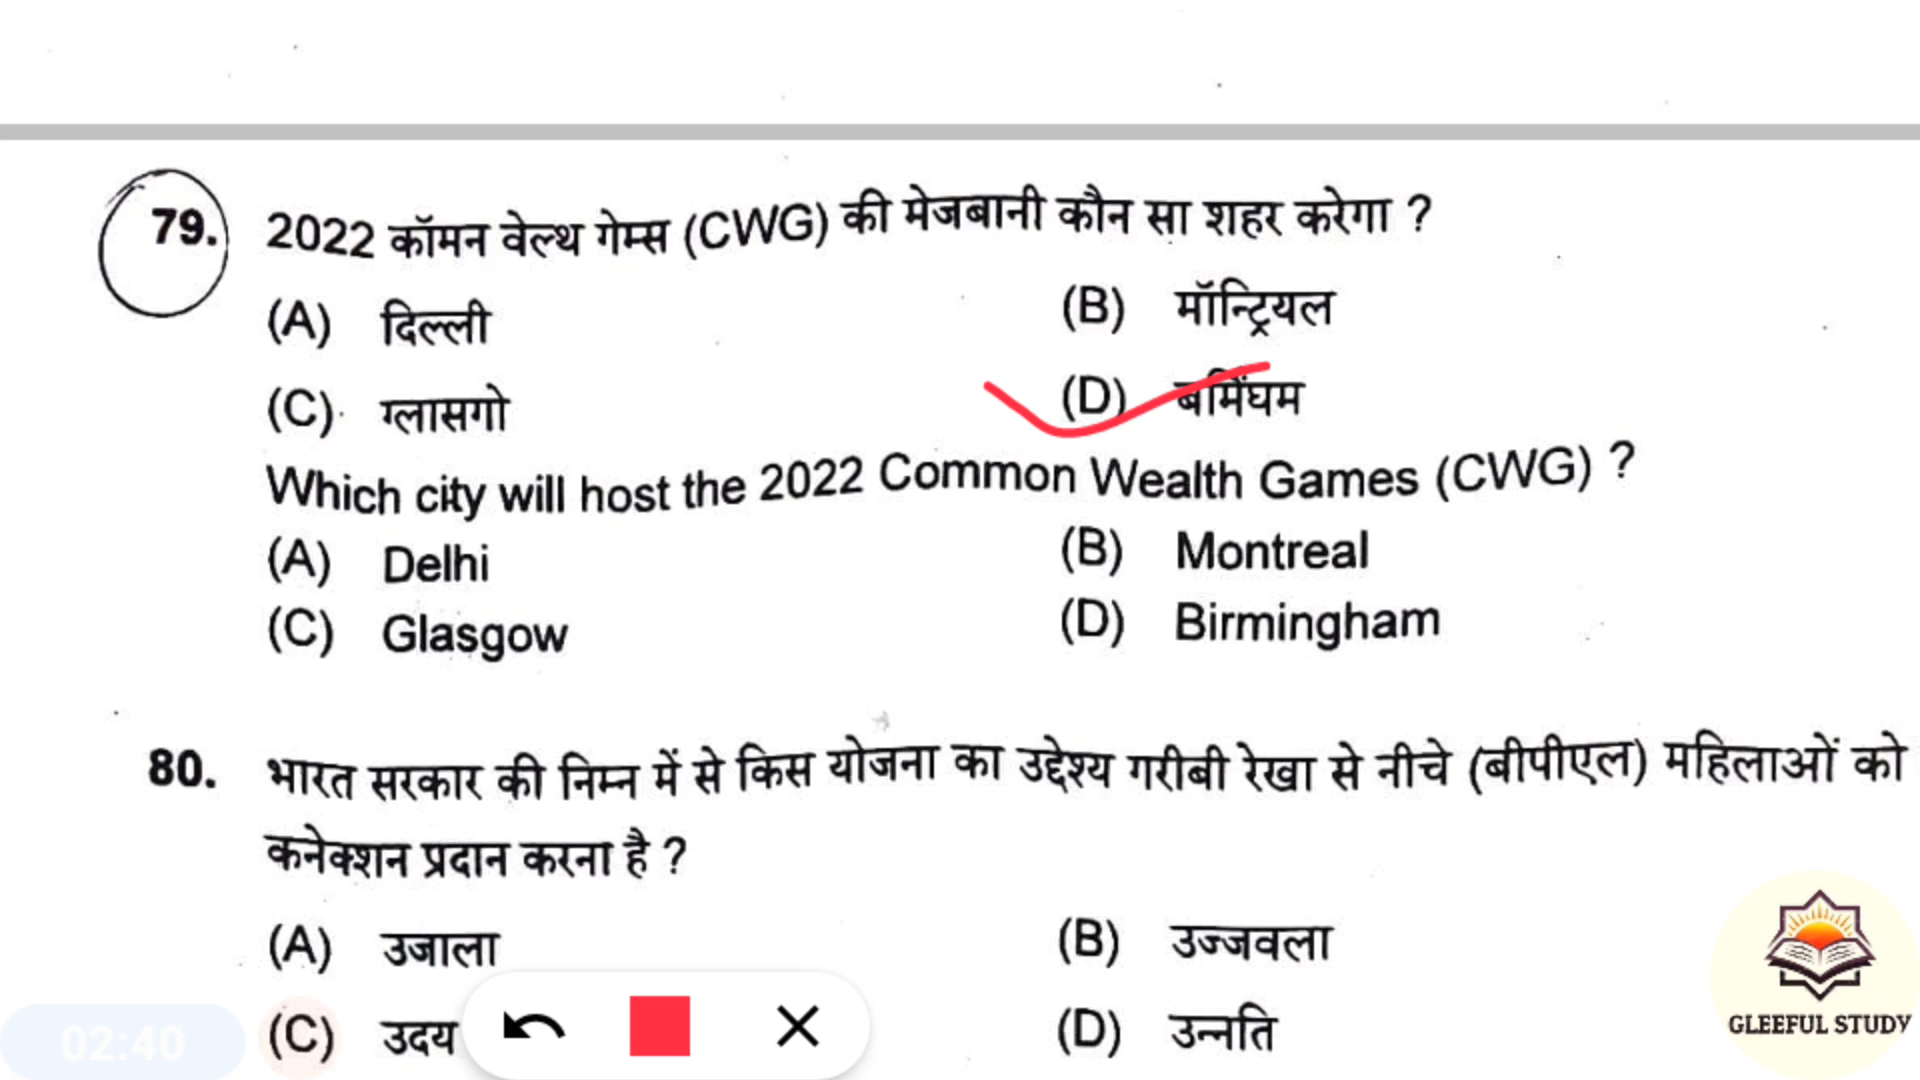 79. 2022 कॉमन वेल्थ गेम्स (CWG) की मेजबानी कौन सा शहर करेगा ?
(A) दिल्ली (B) मॉन्ट्रियल
(C) ग्लासगो (D) बर्मिंघम
Which city will host the 2022 Common Wealth Games (CWG) ?
(A) Delhi (B) Montreal
(C) Glasgow (D) Birmingham
80. भारत सरकार की निम्न में से किस योजना का उद्देश्य गरीबी रेखा से नीचे (बीपीएल) महिलाओं को
कनेक्शन प्रदान करना है ?
(A) उजाला (B) उज्जवला
(C) उदय (D) उन्नति
02:40
GLEEFUL STUDY